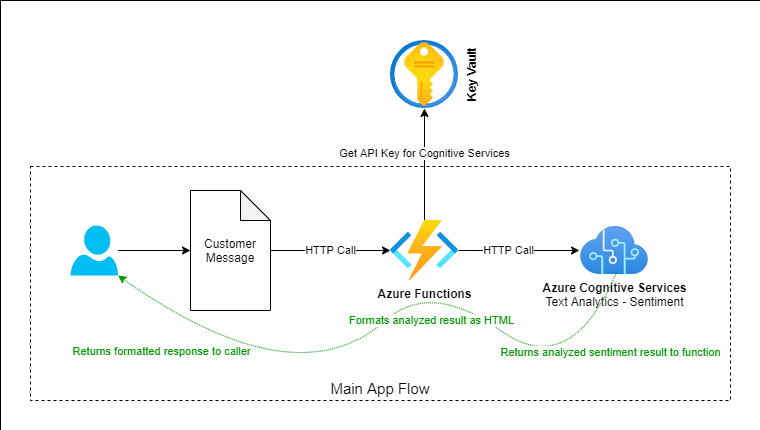 Key Vault
Get API Key for Cognitive Services
Customer
Message
HTTP Call
HTTP Call
Azure Functions
Azure Cognitive Services
Text Analytics - Sentiment
Formats analyzed result as HTML
Returns formatted response to caller
Returns analyzed sentiment result to function
Main App Flow